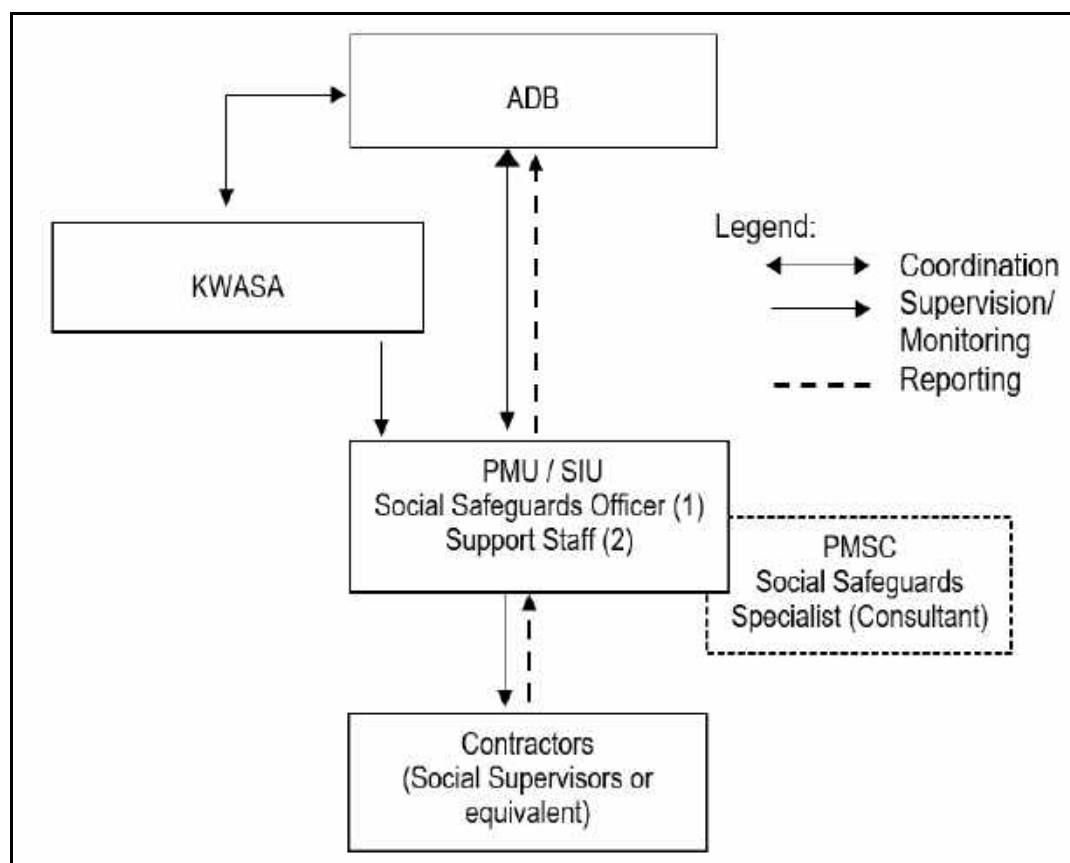 ADB
KWASA
Legend:
Coordination
Supervision/
Monitoring
Reporting
PMU / SIU
Social Safeguards Officer (1)
Support Staff (2)
PMSC
Social Safeguards
Specialist (Consultant)
Contractors
(Social Supervisors or
equivalent)